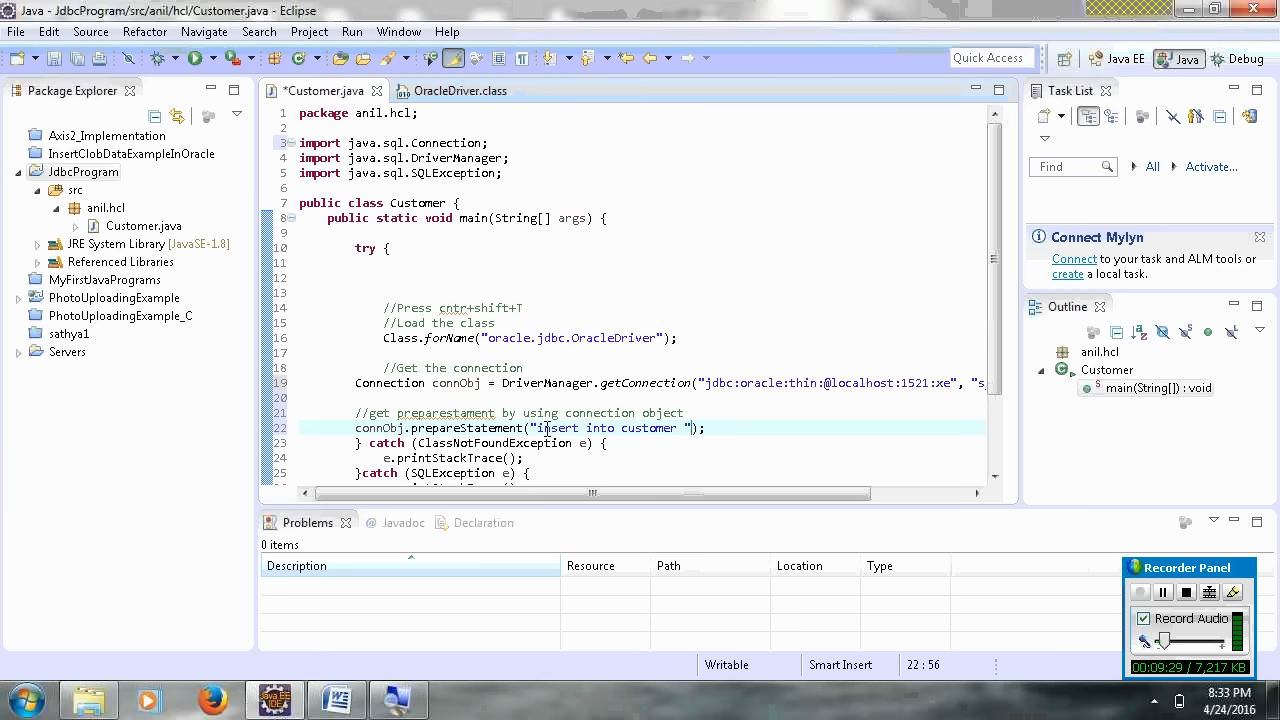 Java - JdbcProgram/src/anil/hcl/Customer.java - Eclipse
File Edit Source Refactor Navigate Search Project Run Window Help
Quick Access
Java EE
Java
Debug
Package Explorer
Axis2_Implementation
InsertClobDataExampleInOracle
JdbcProgram
src
anil.hcl
Customer.java
JRE System Library [JavaSE-1.8]
Referenced Libraries
MyFirstJavaPrograms
PhotoUploadingExample
PhotoUploadingExample_C
sathya1
Servers
*Customer.java
OracleDriver.class
1 package anil.hcl;
2
3 import java.sql.Connection;
4 import java.sql.DriverManager;
5 import java.sql.SQLException;
6
7 public class Customer {
8 public static void main(String[] args) {
9
10 try {
11
12
13
14 //Press cntr+shift+T
15 //Load the class
16 Class.forName("oracle.jdbc.OracleDriver");
17
18 //Get the connection
19 Connection connObj = DriverManager.getConnection("jdbc:oracle:thin:@localhost:1521:xe", "s
20
21 //get preparestament by using connection object
22 connObj.prepareStatement("insert into customer ");
23 } catch (ClassNotFoundException e) {
24 e.printStackTrace();
25 }catch (SQLException e) {
Task List
Find
All
Activate...
Connect Mylyn
Connect to your task and ALM tools or
create a local task.
Outline
anil.hcl
Customer
main(String[]) : void
Problems
@ Javadoc
Declaration
0 items
Description Resource Path Location Type
Recorder Panel
Record Audio
00:09:29 / 7,217 KB
Writable
Smart Insert
22 : 56
Java EE
IDE
8:33 PM
4/24/2016